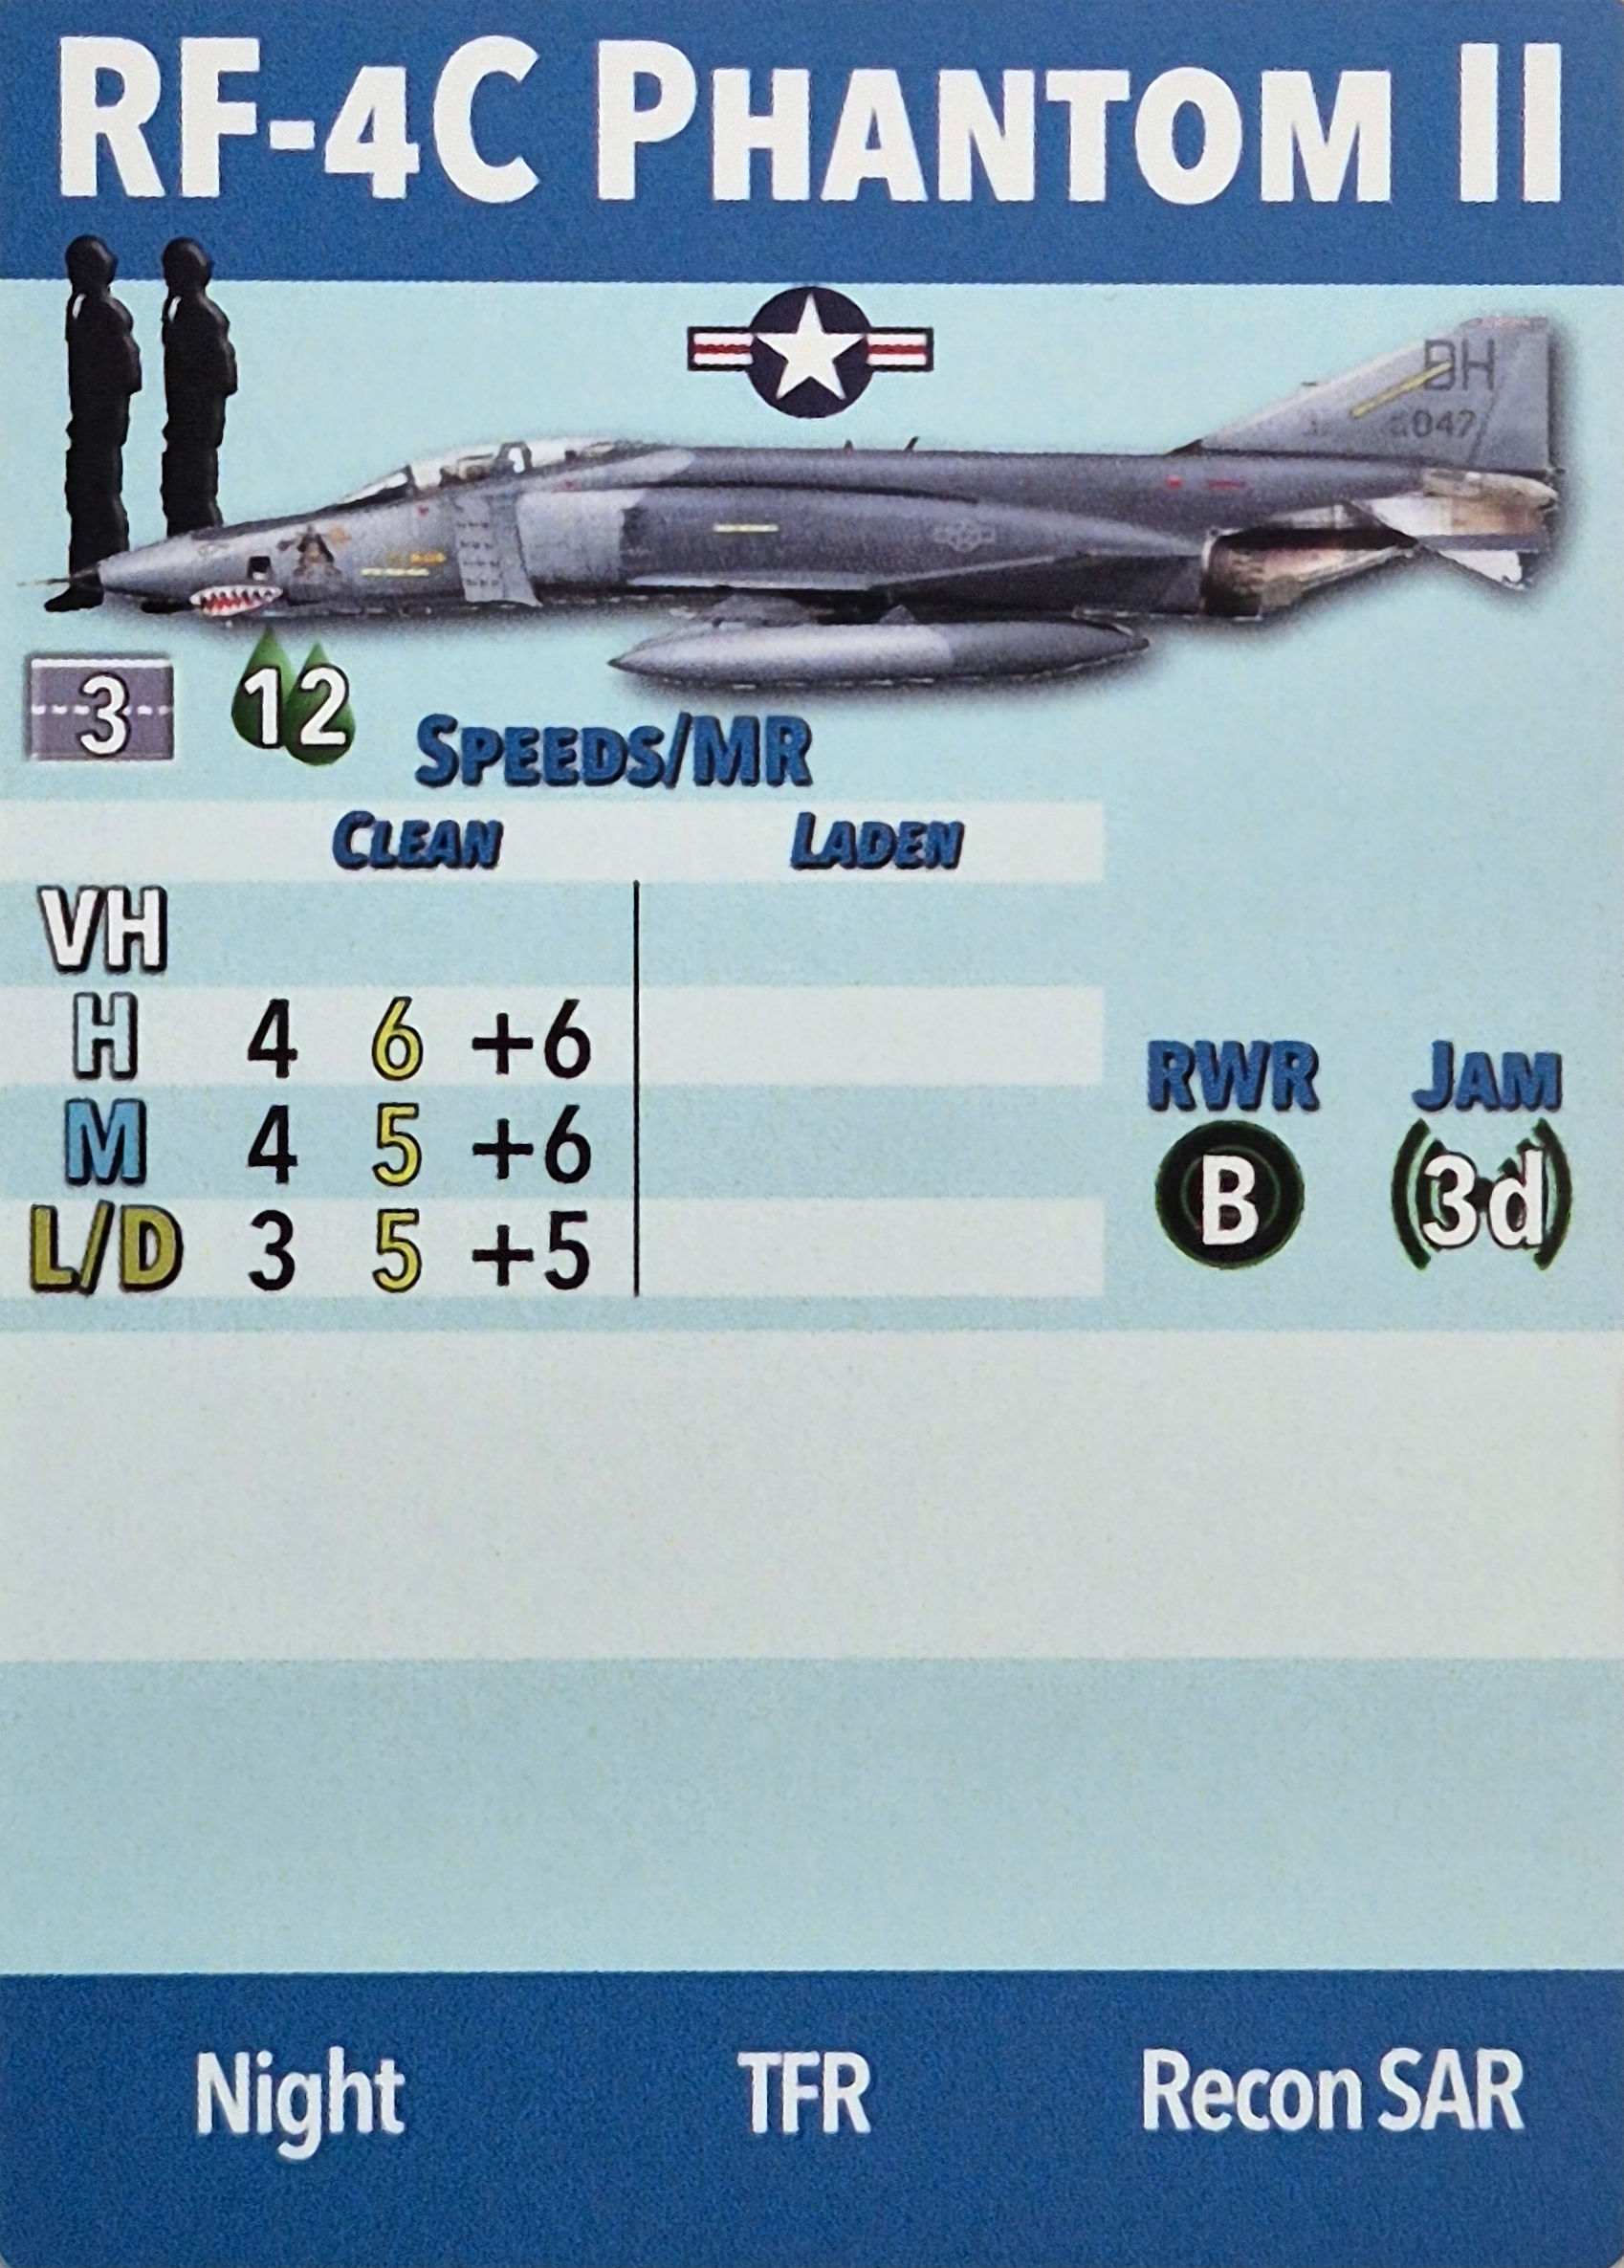 RF-4C PHANTOM II
BH
047
3 12
SPEEDS/MR
CLEAN LADEN
VH
H 4 6 +6
M 4 5 +6
L/D 3 5 +5
RWR JAM
B (3d)
Night TFR Recon SAR